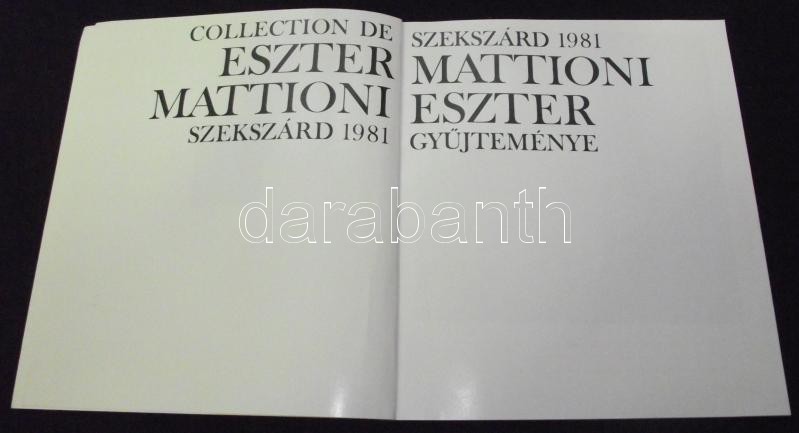 COLLECTION DE
ESZTER
MATTIONI
SZEKSZÁRD 1981
SZEKSZÁRD 1981
MATTIONI
ESZTER
GYŰJTEMÉNYE
darabanth